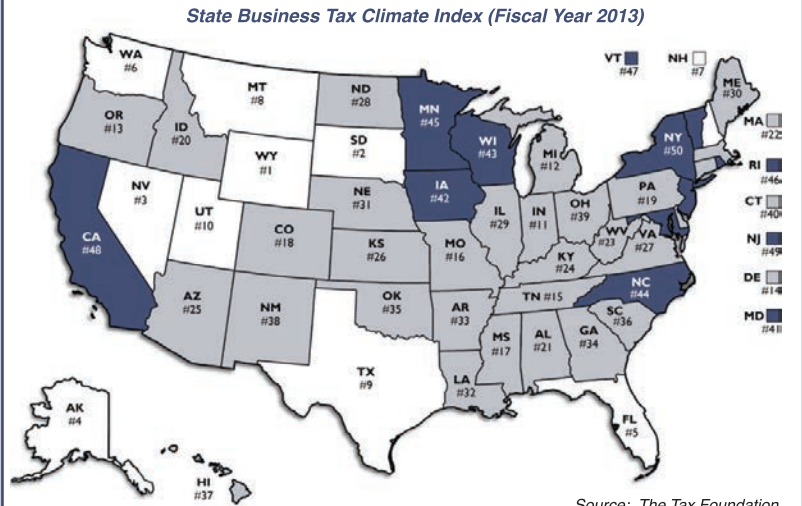 State Business Tax Climate Index (Fiscal Year 2013)
WA
#6
MT
#8
ND
#28
MN
#45
VT
#47
NH
#7
ME
#30
OR
#13
ID
#20
WY
#1
SD
#2
WI
#43
MI
#12
NY
#50
MA
#22
RI
#46
CT
#40
NJ
#49
DE
#14
MD
#41
NV
#3
UT
#10
CO
#18
NE
#31
IA
#42
IL
#29
IN
#11
OH
#39
PA
#19
WV
#23
VA
#27
CA
#48
KS
#26
MO
#16
KY
#24
NC
#44
TN #15
SC
#36
AZ
#25
NM
#38
OK
#35
AR
#33
MS
#17
AL
#21
GA
#34
TX
#9
LA
#32
FL
#5
AK
#4
HI
#37
Source: The Tax Foundation